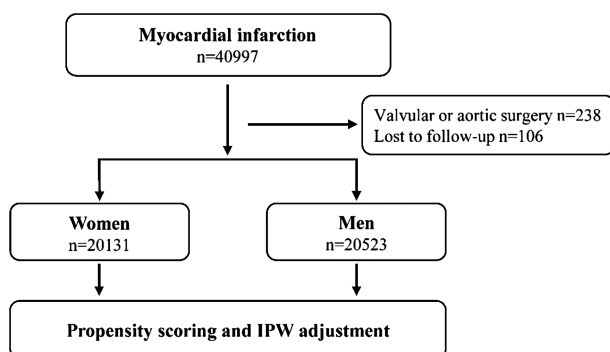 Myocardial infarction
n=40997
Valvular or aortic surgery n=238
Lost to follow-up n=106
Women
n=20131
Men
n=20523
Propensity scoring and IPW adjustment